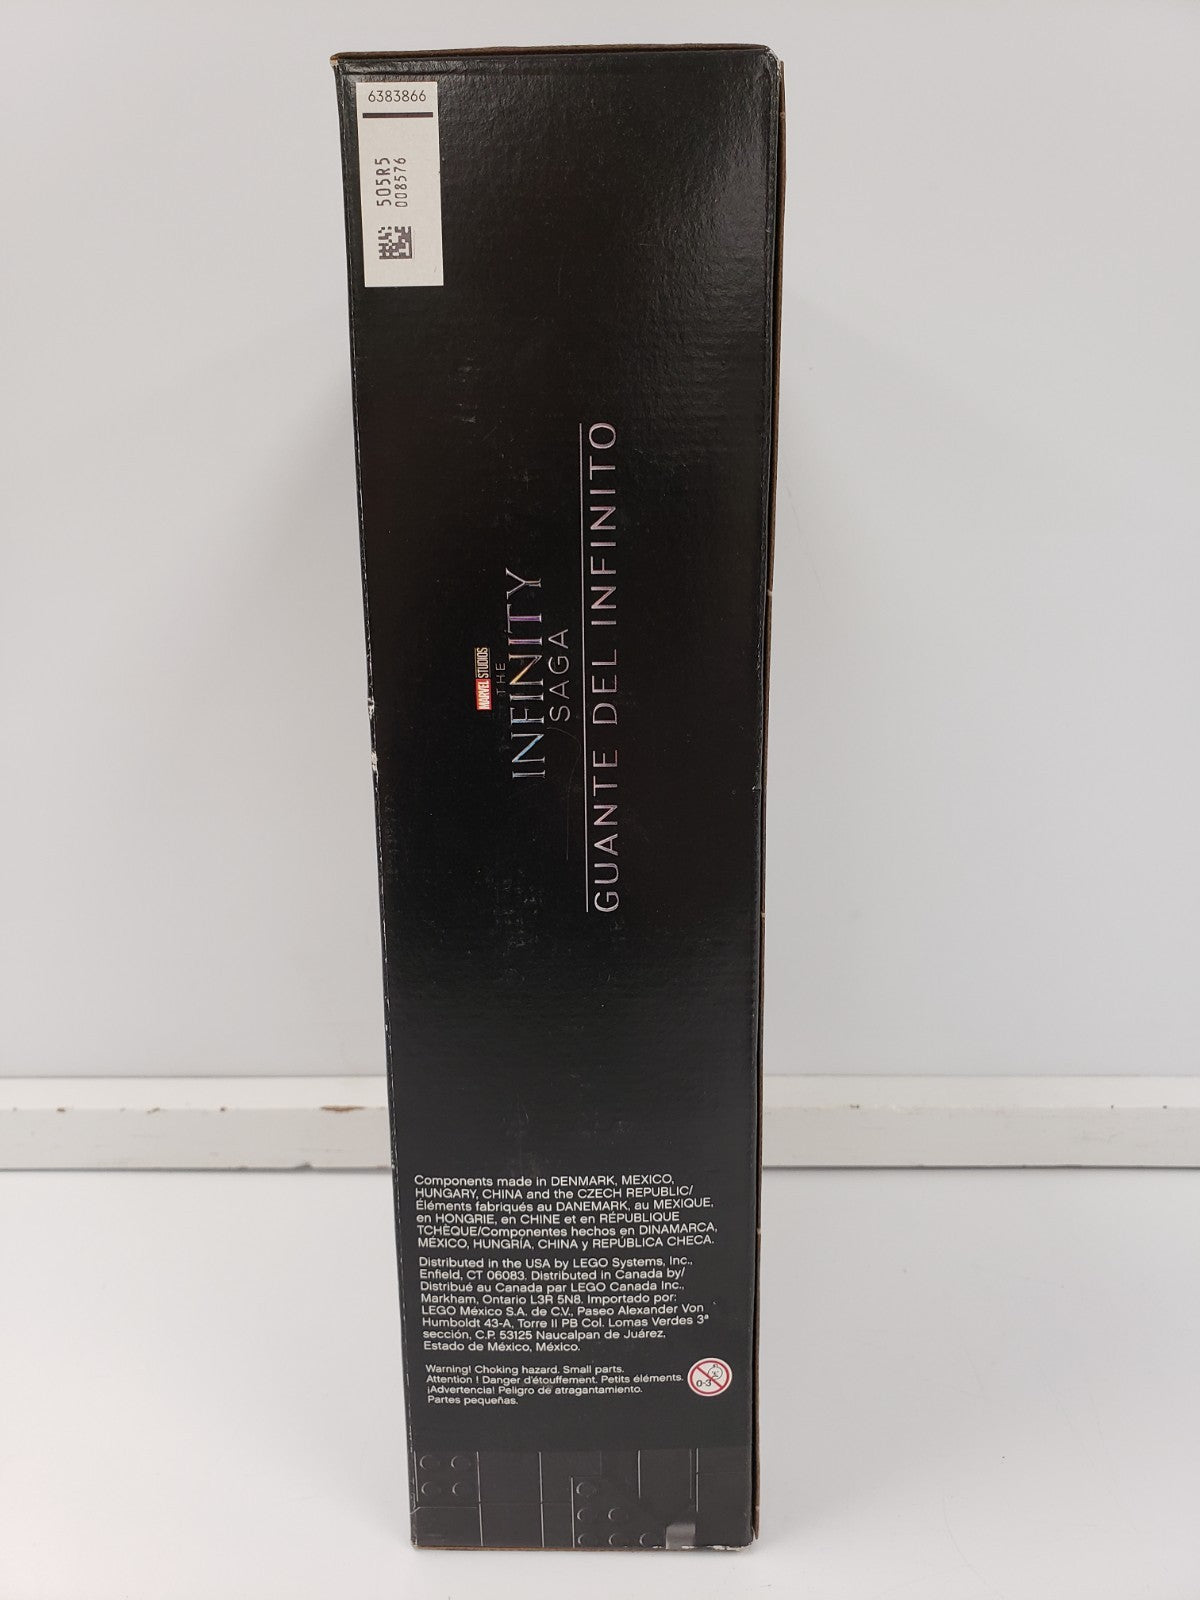 6383866
505R5
008576
MARVEL STUDIOS
THE
INFINITY
SAGA
GUANTE DEL INFINITO
Components made in DENMARK, MEXICO,
HUNGARY, CHINA and the CZECH REPUBLIC/
Éléments fabriqués au DANEMARK, au MEXIQUE,
en HONGRIE, en CHINE et en RÉPUBLIQUE
TCHÈQUE/Componentes hechos en DINAMARCA,
MÉXICO, HUNGRÍA, CHINA y REPÚBLICA CHECA.
Distributed in the USA by LEGO Systems, Inc.,
Enfield, CT 06083. Distributed in Canada by/
Distribué au Canada par LEGO Canada Inc.,
Markham, Ontario L3R 5N8. Importado por:
LEGO México S.A. de C.V., Paseo Alexander Von
Humboldt 43-A, Torre II PB Col. Lomas Verdes 3ª
sección, C.P. 53125 Naucalpan de Juárez,
Estado de México, México.
Warning! Choking hazard. Small parts.
Attention ! Danger d'étouffement. Petits éléments.
¡Advertencia! Peligro de atragantamiento.
Partes pequeñas.
0-3